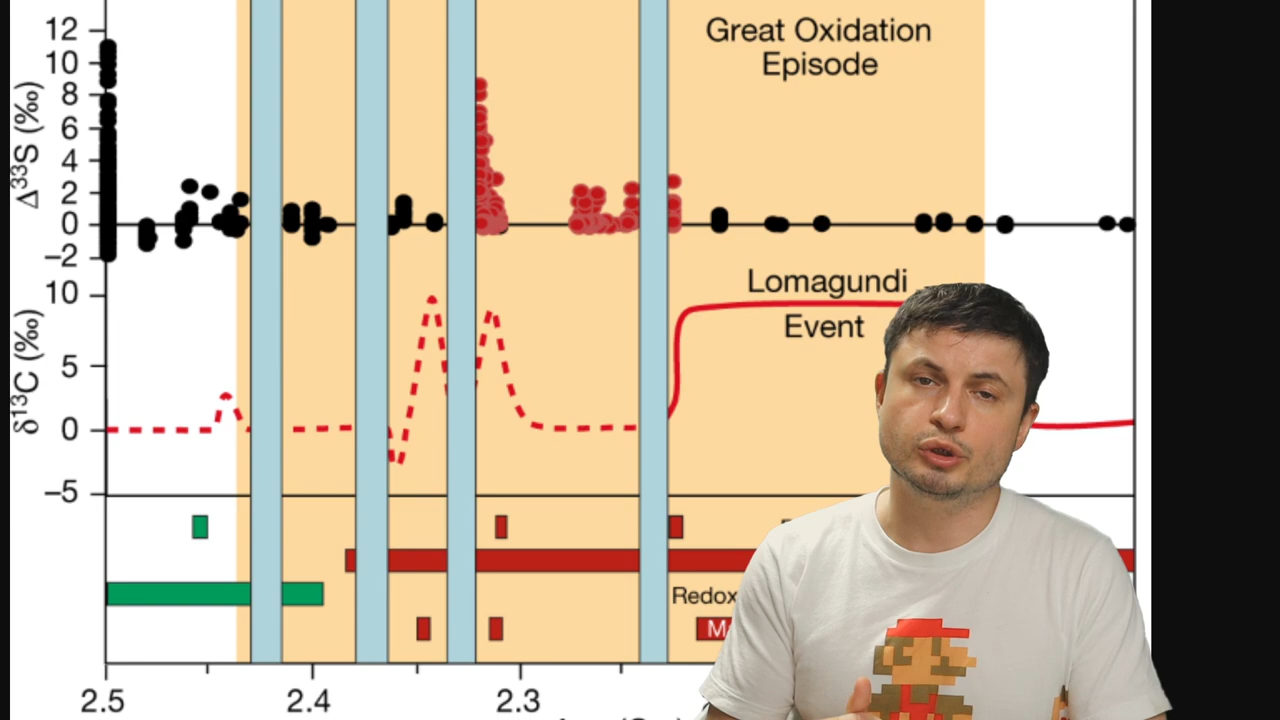 12
10
8
6
4
2
0
−2
Δ³³S (‰)
Great Oxidation
Episode
10
5
0
−5
δ¹³C (‰)
Lomagundi
Event
Redox
2.5
2.4
2.3